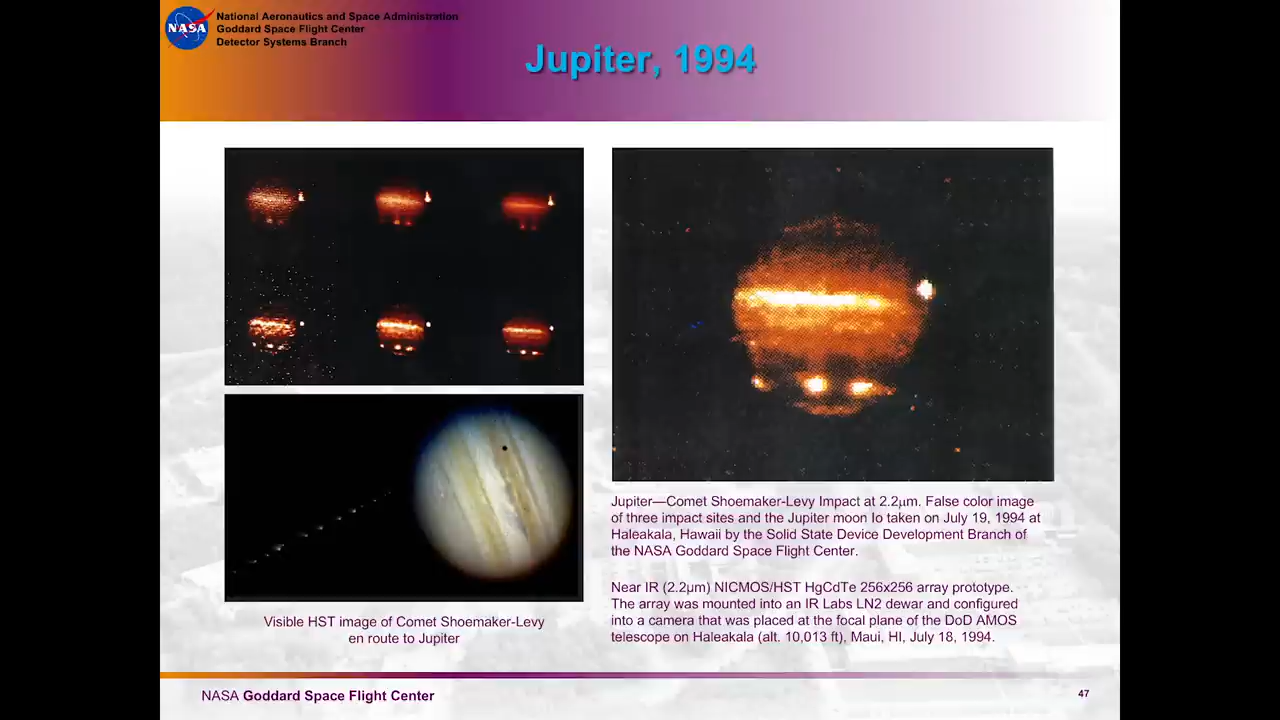 NASA
National Aeronautics and Space Administration
Goddard Space Flight Center
Detector Systems Branch
Jupiter, 1994
Jupiter—Comet Shoemaker-Levy Impact at 2.2µm. False color image
of three impact sites and the Jupiter moon Io taken on July 19, 1994 at
Haleakala, Hawaii by the Solid State Device Development Branch of
the NASA Goddard Space Flight Center.
Near IR (2.2µm) NICMOS/HST HgCdTe 256x256 array prototype.
The array was mounted into an IR Labs LN2 dewar and configured
into a camera that was placed at the focal plane of the DoD AMOS
telescope on Haleakala (alt. 10,013 ft), Maui, HI, July 18, 1994.
Visible HST image of Comet Shoemaker-Levy
en route to Jupiter
NASA Goddard Space Flight Center
47